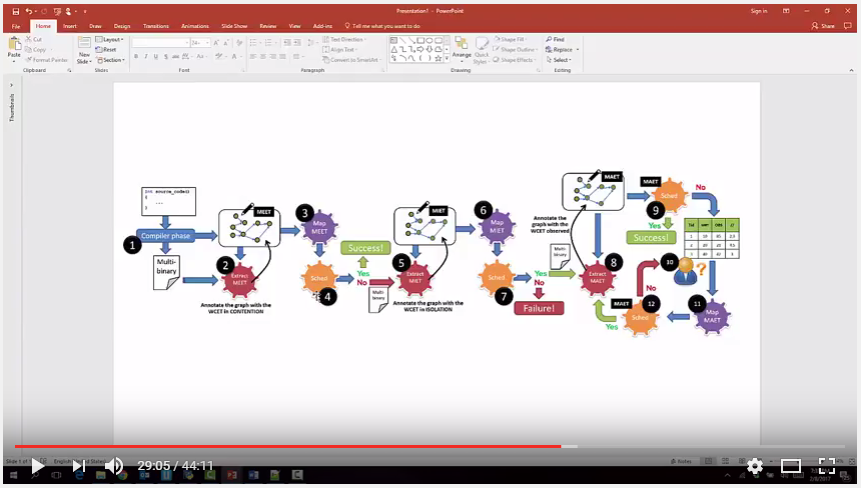 Presentation1 - PowerPoint
Sign in
File
Home
Insert
Draw
Design
Transitions
Animations
Slide Show
Review
View
Add-ins
Tell me what you want to do
Share
Paste
Cut
Copy
Format Painter
Clipboard
New
Slide
Layout
Reset
Section
Slides
Font
Text Direction
Align Text
Convert to SmartArt
Paragraph
Arrange
Quick
Styles
Shape Fill
Shape Outline
Shape Effects
Drawing
Find
Replace
Select
Editing
Thumbnails
int source_code()
{
...
}
1
Compiler phase
Multi-
binary
MEET
2
Extract
MEET
Annotate the graph with the
WCET in CONTENTION
3
Map
MEET
Sched
4
Success!
Yes
No
Multi
binary
MIET
5
Extract
MIET
Annotate the graph with the
WCET in ISOLATION
6
Map
MIET
Sched
7
Yes
No
Failure!
Multi
binary
Annotate the
graph with the
WCET observed
MAET
8
Extract
MAET
MAET
Sched
9
No
Yes
Success!
10
?
11
Map
MAET
12
Sched
No
MAET
Yes
29:05 / 44:11
2/8/2017